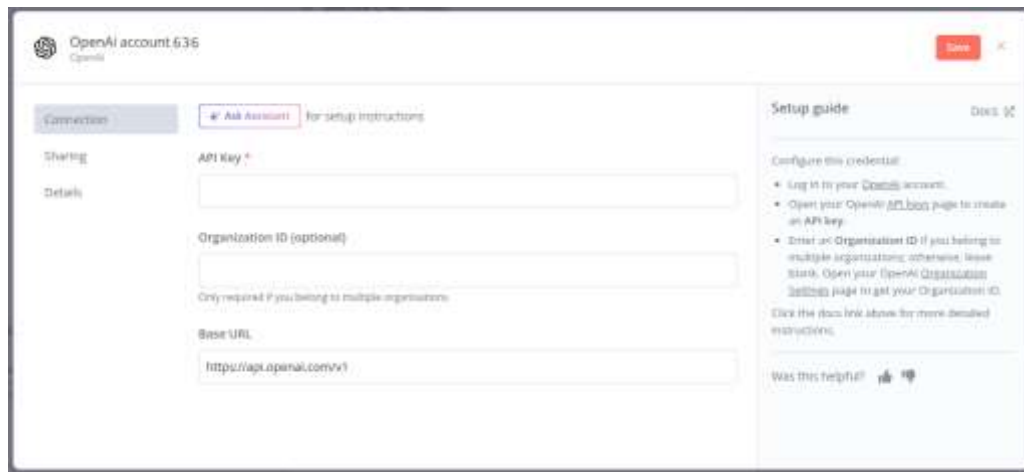 OpenAi account 636
OpenAi
Save
Connection
Sharing
Details
Ask Assistant for setup instructions
API Key *
Organization ID (optional)
Only required if you belong to multiple organisations
Base URL
https://api.openai.com/v1
Setup guide
Docs
Configure this credential:
• Log in to your OpenAI account.
• Open your OpenAI API keys page to create
an API key.
• Enter an Organization ID if you belong to
multiple organizations; otherwise, leave
blank. Open your OpenAI Organization
Settings page to get your Organization ID.
Click the docs link above for more detailed
instructions.
Was this helpful?